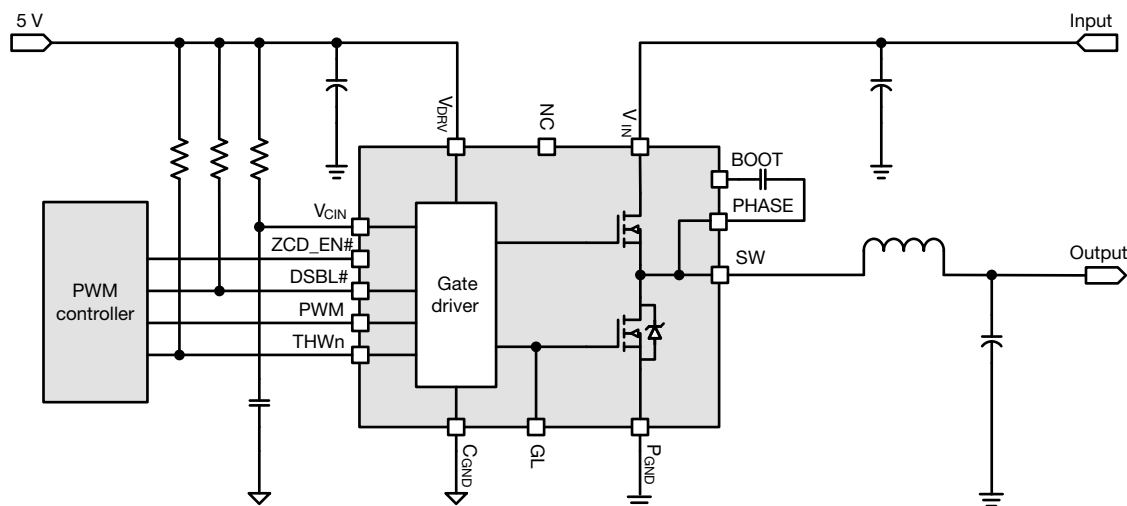 5 V
Input
VDRV
NC
VIN
BOOT
PHASE
VCIN
ZCD_EN#
SW
Output
DSBL#
PWM
controller
Gate
driver
PWM
THWn
CGND
GL
PGND